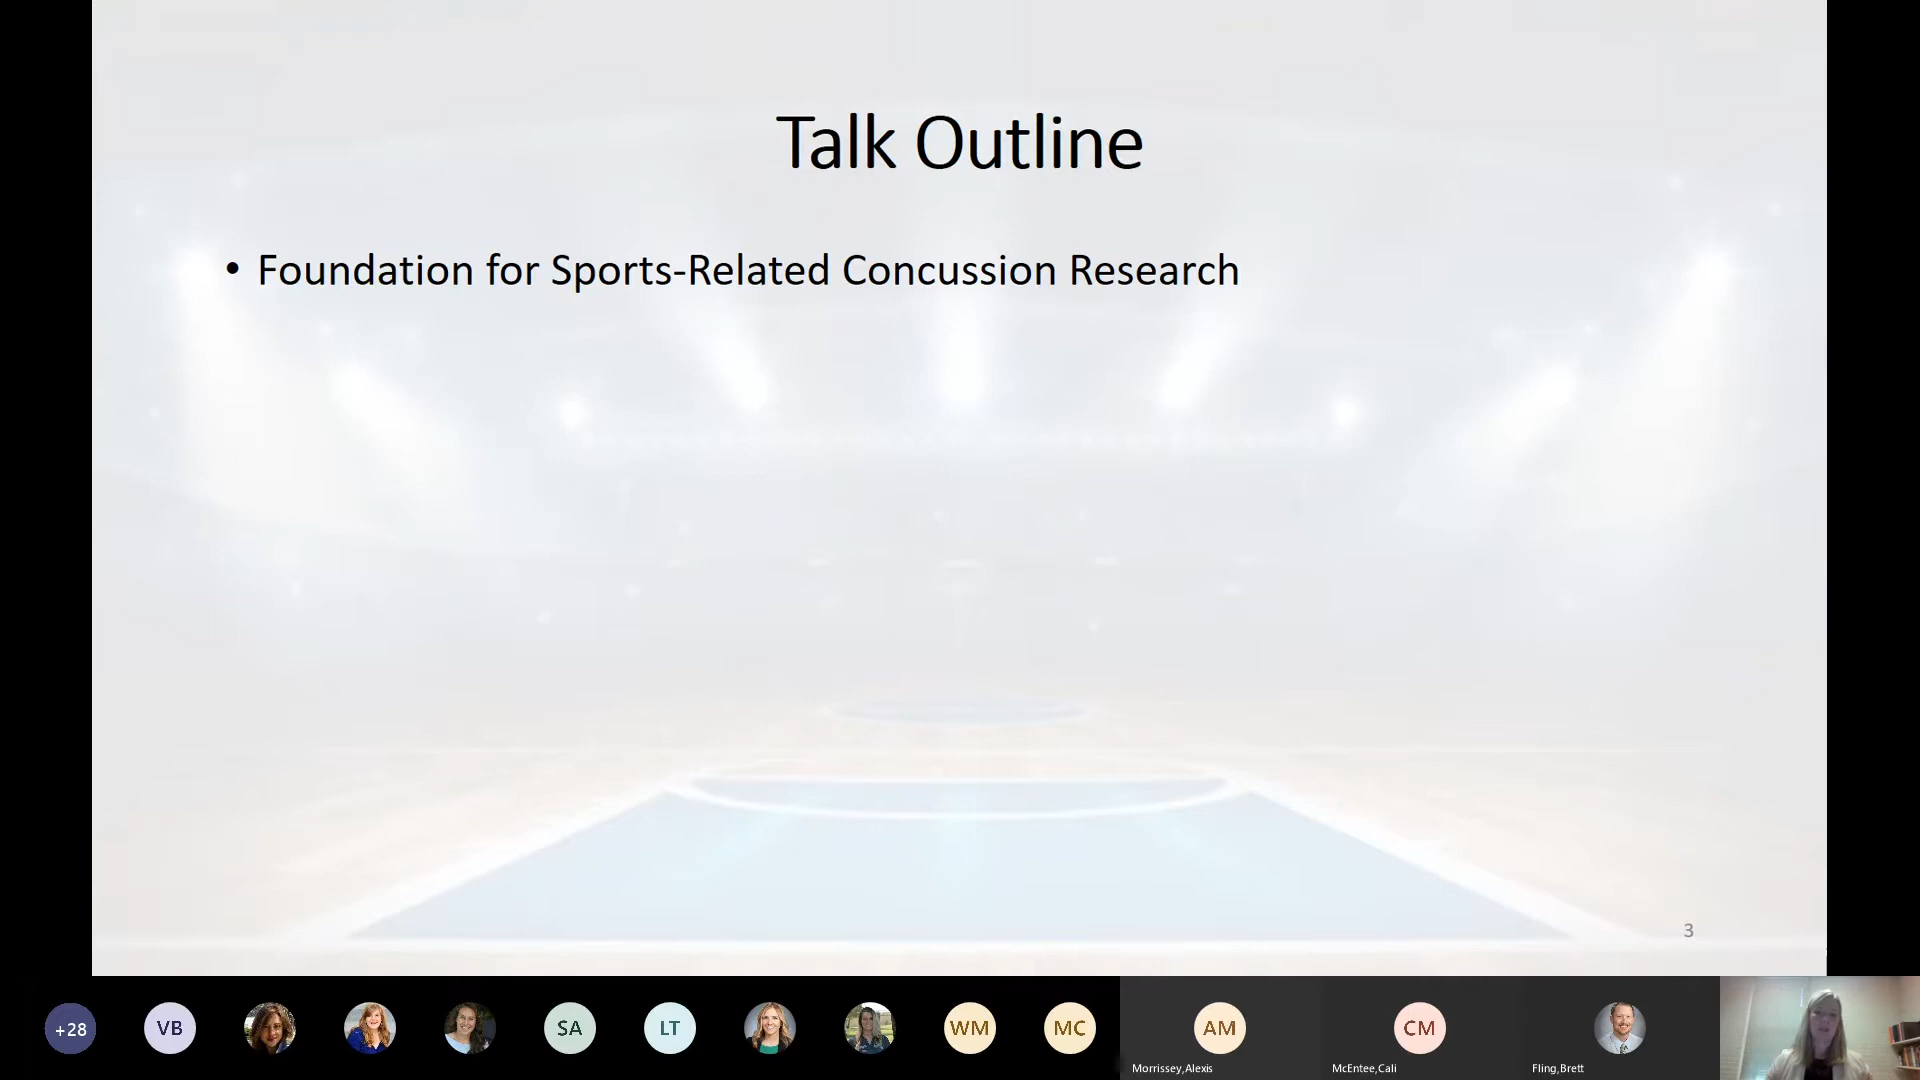 Talk Outline
• Foundation for Sports-Related Concussion Research
3
+28
VB
SA
LT
WM
MC
AM
CM
Morrissey,Alexis
McEntee,Cali
Fling,Brett